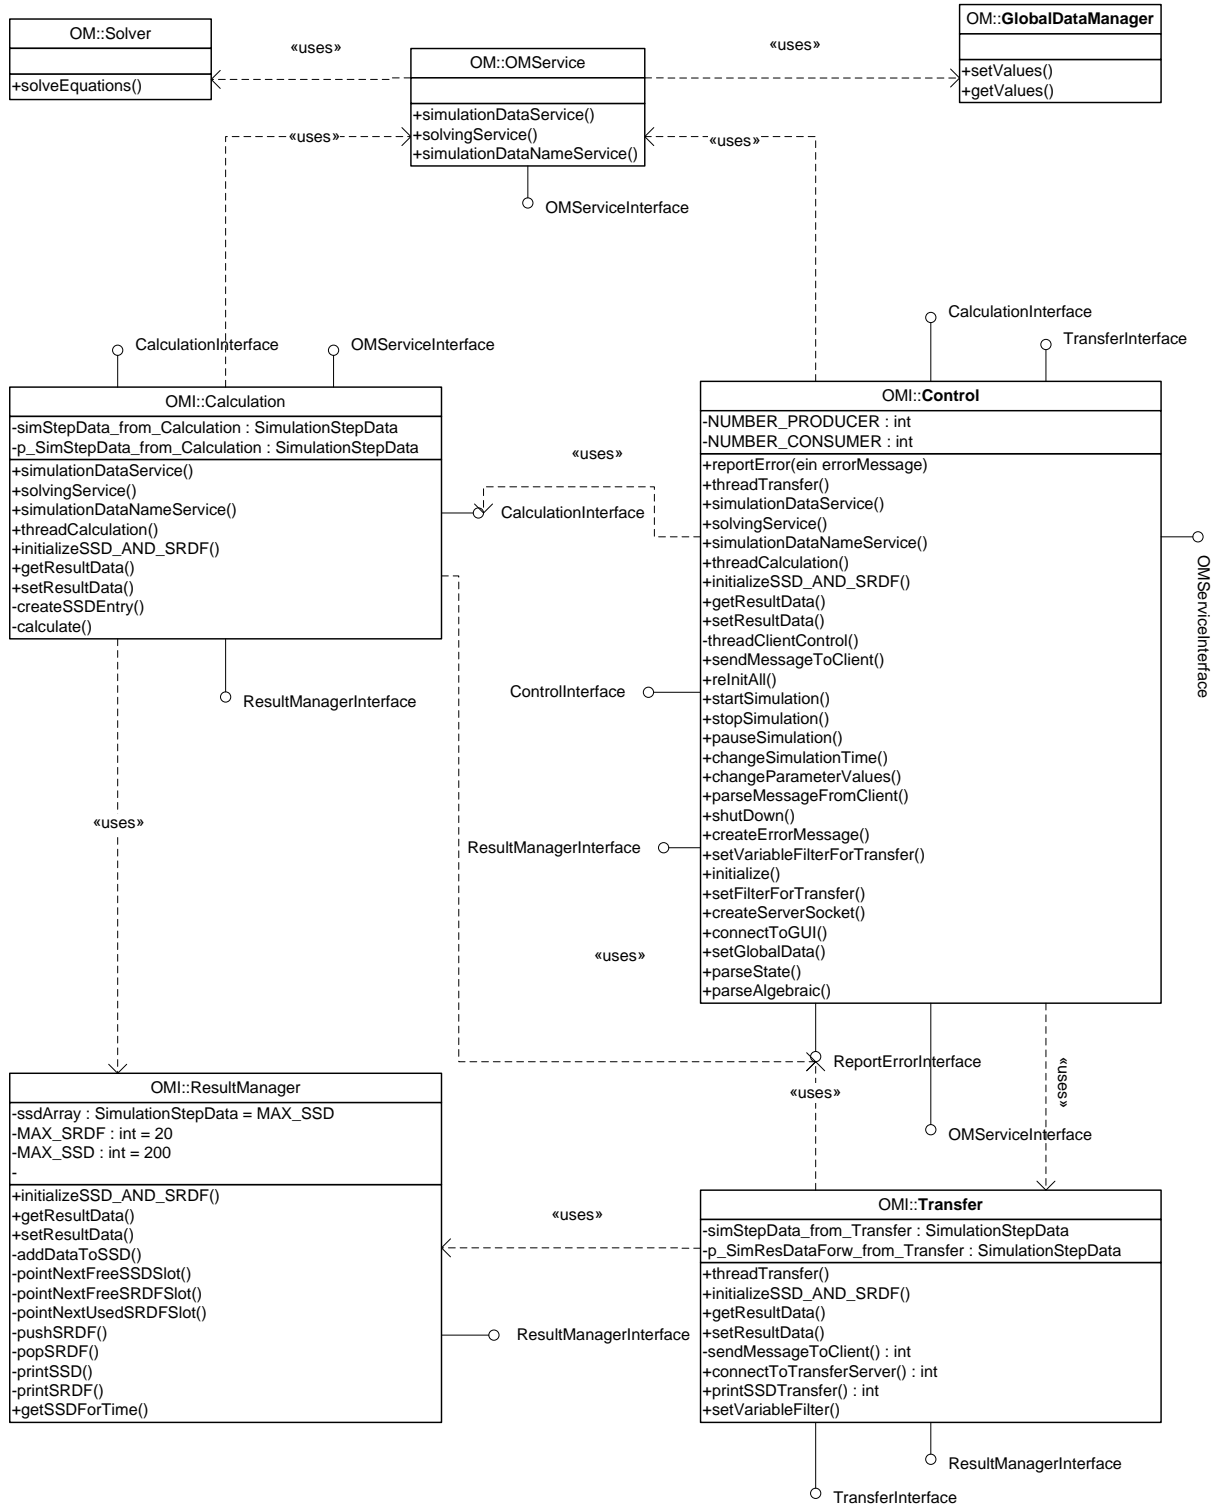 OM::Solver
+solveEquations()
«uses»
OM::OMService
+simulationDataService()
+solvingService()
+simulationDataNameService()
«uses»
OM::GlobalDataManager
+setValues()
+getValues()
«uses»
«uses»
OMServiceInterface
CalculationInterface
OMServiceInterface
CalculationInterface
TransferInterface
OMI::Calculation
-simStepData_from_Calculation : SimulationStepData
-p_SimStepData_from_Calculation : SimulationStepData
+simulationDataService()
+solvingService()
+simulationDataNameService()
+threadCalculation()
+initializeSSD_AND_SRDF()
+getResultData()
+setResultData()
-createSSDEntry()
-calculate()
«uses»
CalculationInterface
ResultManagerInterface
OMI::Control
-NUMBER_PRODUCER : int
-NUMBER_CONSUMER : int
+reportError(ein errorMessage)
+threadTransfer()
+simulationDataService()
+solvingService()
+simulationDataNameService()
+threadCalculation()
+initializeSSD_AND_SRDF()
+getResultData()
+setResultData()
-threadClientControl()
+sendMessageToClient()
+reInitAll()
+startSimulation()
+stopSimulation()
+pauseSimulation()
+changeSimulationTime()
+changeParameterValues()
+parseMessageFromClient()
+shutDown()
+createErrorMessage()
+setVariableFilterForTransfer()
+initialize()
+setFilterForTransfer()
+createServerSocket()
+connectToGUI()
+setGlobalData()
+parseState()
+parseAlgebraic()
OMServiceInterface
ControlInterface
ResultManagerInterface
«uses»
«uses»
ReportErrorInterface
«uses»
«uses»
OMServiceInterface
OMI::ResultManager
-ssdArray : SimulationStepData = MAX_SSD
-MAX_SRDF : int = 20
-MAX_SSD : int = 200
-
+initializeSSD_AND_SRDF()
+getResultData()
+setResultData()
-addDataToSSD()
-pointNextFreeSSDSlot()
-pointNextFreeSRDFSlot()
-pointNextUsedSRDFSlot()
-pushSRDF()
-popSRDF()
-printSSD()
-printSRDF()
+getSSDForTime()
«uses»
ResultManagerInterface
OMI::Transfer
-simStepData_from_Transfer : SimulationStepData
-p_SimResDataForw_from_Transfer : SimulationStepData
+threadTransfer()
+initializeSSD_AND_SRDF()
+getResultData()
+setResultData()
-sendMessageToClient() : int
+connectToTransferServer() : int
+printSSDTransfer() : int
+setVariableFilter()
ResultManagerInterface
TransferInterface